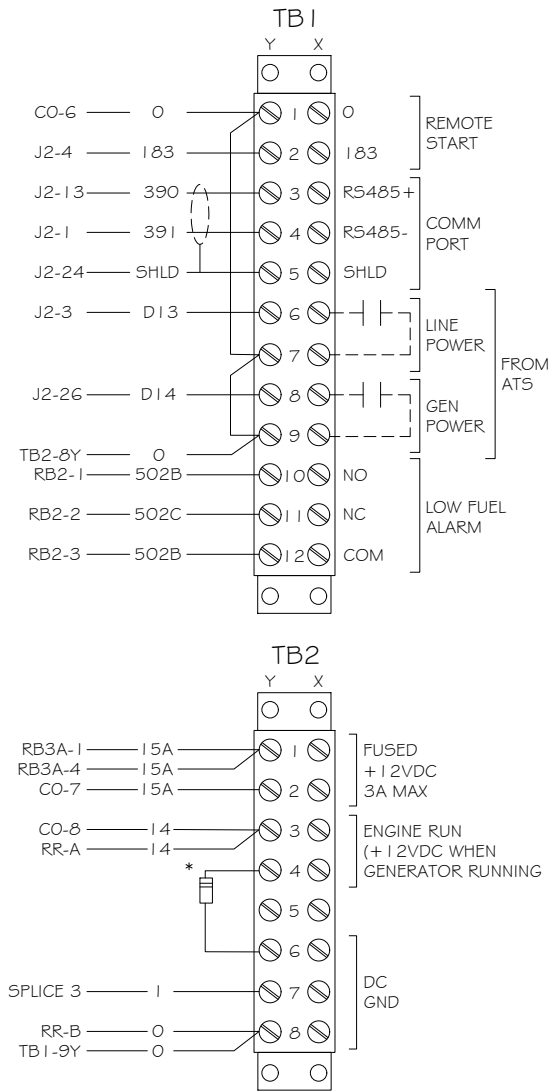 TB1
Y X
CO-6 0 1 0
J2-4 183 2 183
REMOTE
START
J2-13 390 3 RS485+
J2-1 391 4 RS485-
J2-24 SHLD 5 SHLD
COMM
PORT
J2-3 D13 6
7
LINE
POWER
J2-26 D14 8
TB2-8Y 0 9
GEN
POWER
FROM
ATS
RB2-1 502B 10 NO
RB2-2 502C 11 NC
RB2-3 502B 12 COM
LOW FUEL
ALARM
TB2
Y X
RB3A-1 15A 1
RB3A-4 15A
CO-7 15A 2
FUSED
+12VDC
3A MAX
CO-8 14 3
RR-A 14
* 4
ENGINE RUN
(+12VDC WHEN
GENERATOR RUNNING
5
6
SPLICE 3 1 7
RR-B 0 8
TB1-9Y 0
DC
GND